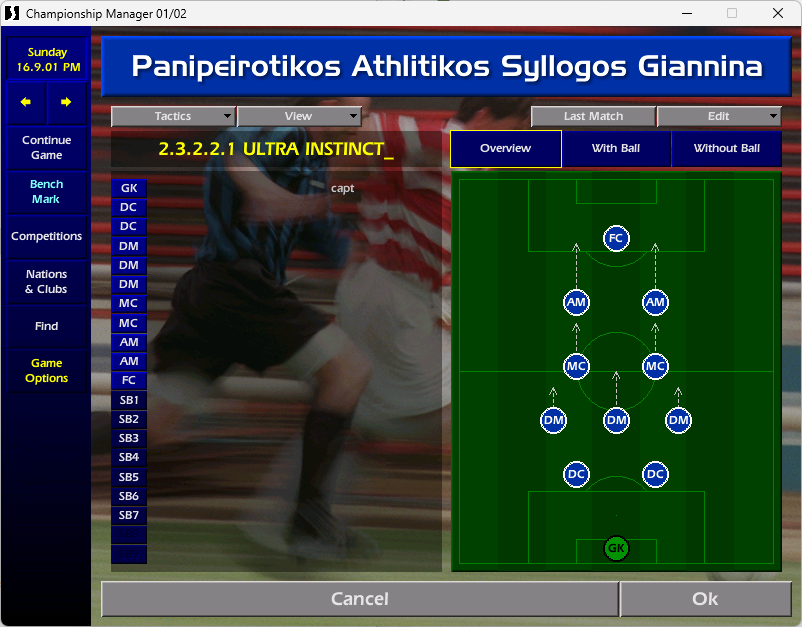 Championship Manager 01/02
Sunday
16.9.01 PM
Continue
Game
Bench
Mark
Competitions
Nations
& Clubs
Find
Game
Options
Panipeirotikos Athlitikos Syllogos Giannina
Tactics
View
Last Match
Edit
2.3.2.2.1 ULTRA INSTINCT_
Overview
With Ball
Without Ball
GK capt
DC
DC
DM
DM
DM
MC
MC
AM
AM
FC
SB1
SB2
SB3
SB4
SB5
SB6
SB7
FC
AM AM
MC MC
DM DM DM
DC DC
GK
Cancel
Ok